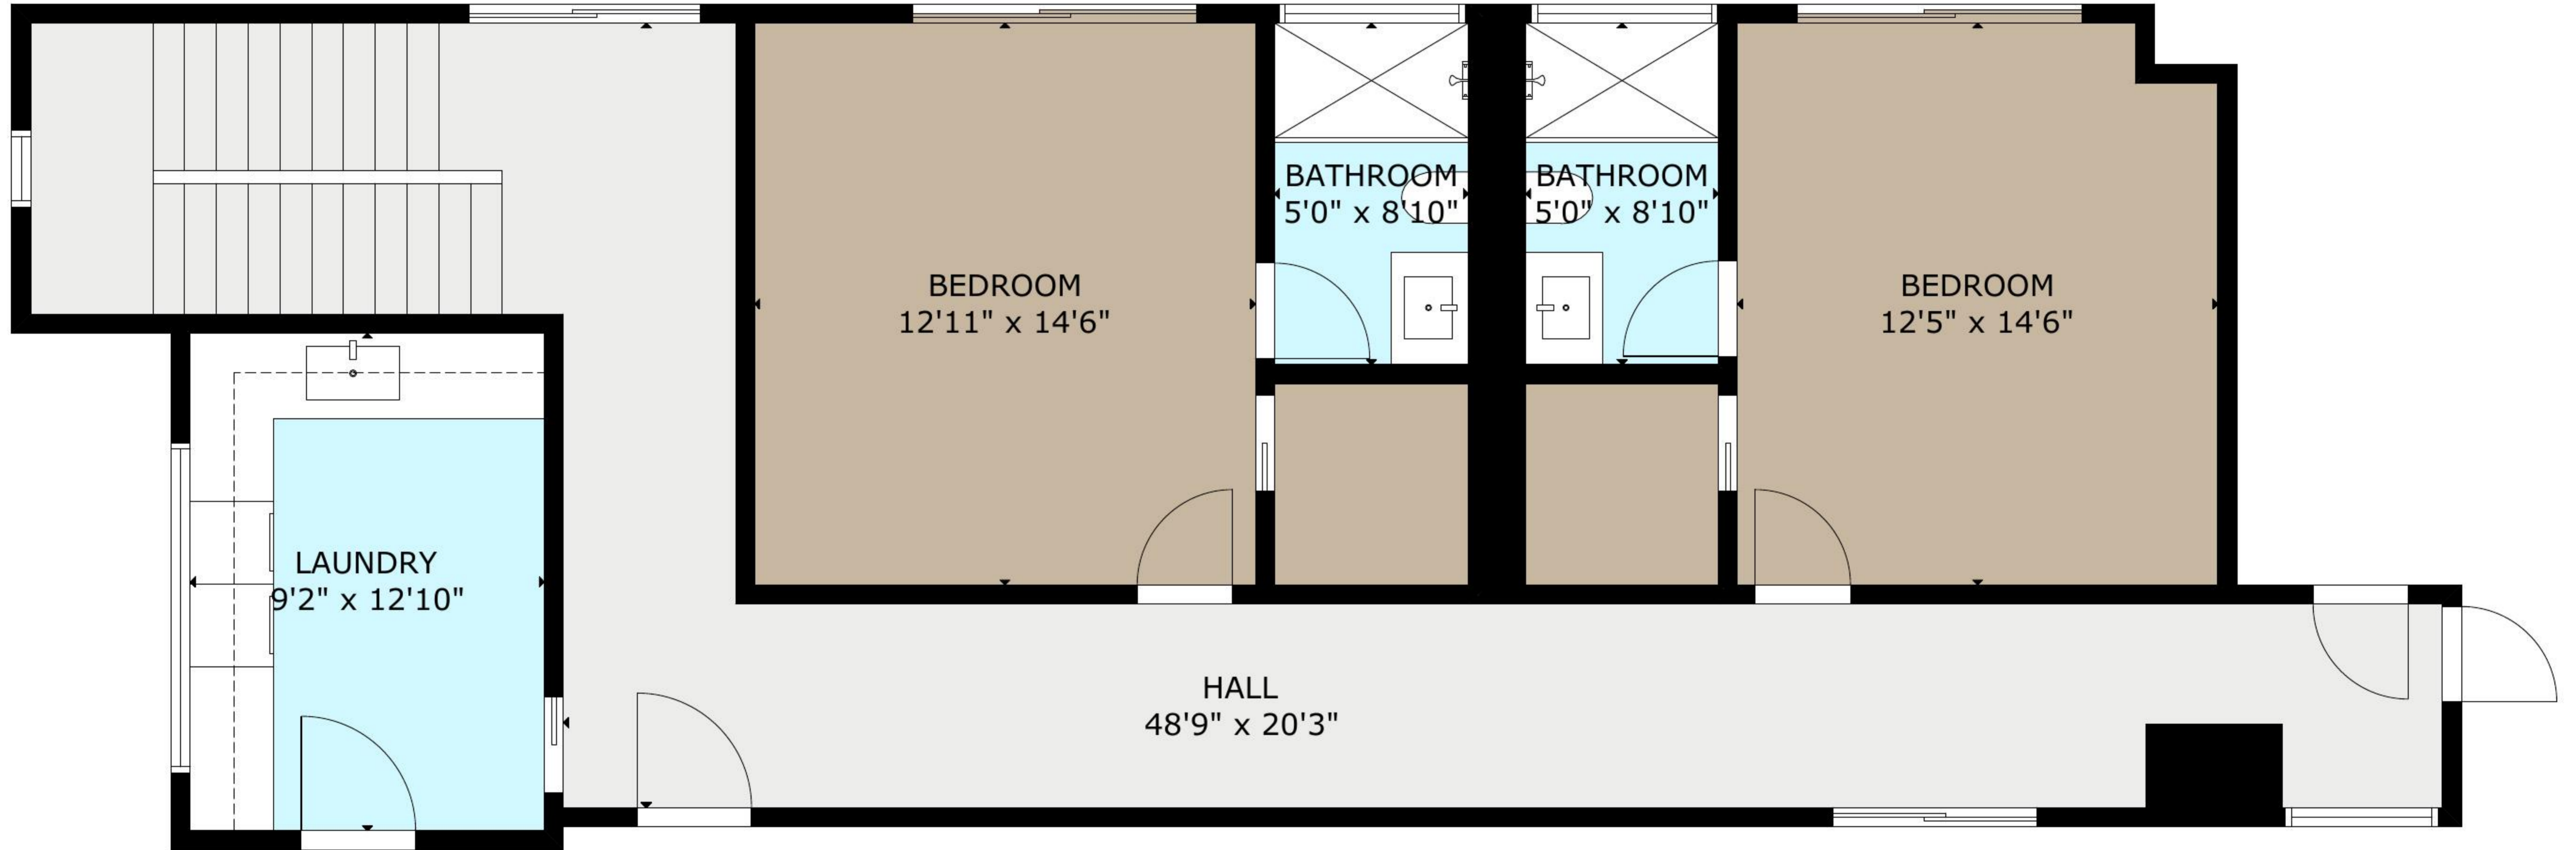 BATHROOM
5'0" x 8'10"
BATHROOM
5'0" x 8'10"
BEDROOM
12'11" x 14'6"
BEDROOM
12'5" x 14'6"
LAUNDRY
9'2" x 12'10"
HALL
48'9" x 20'3"